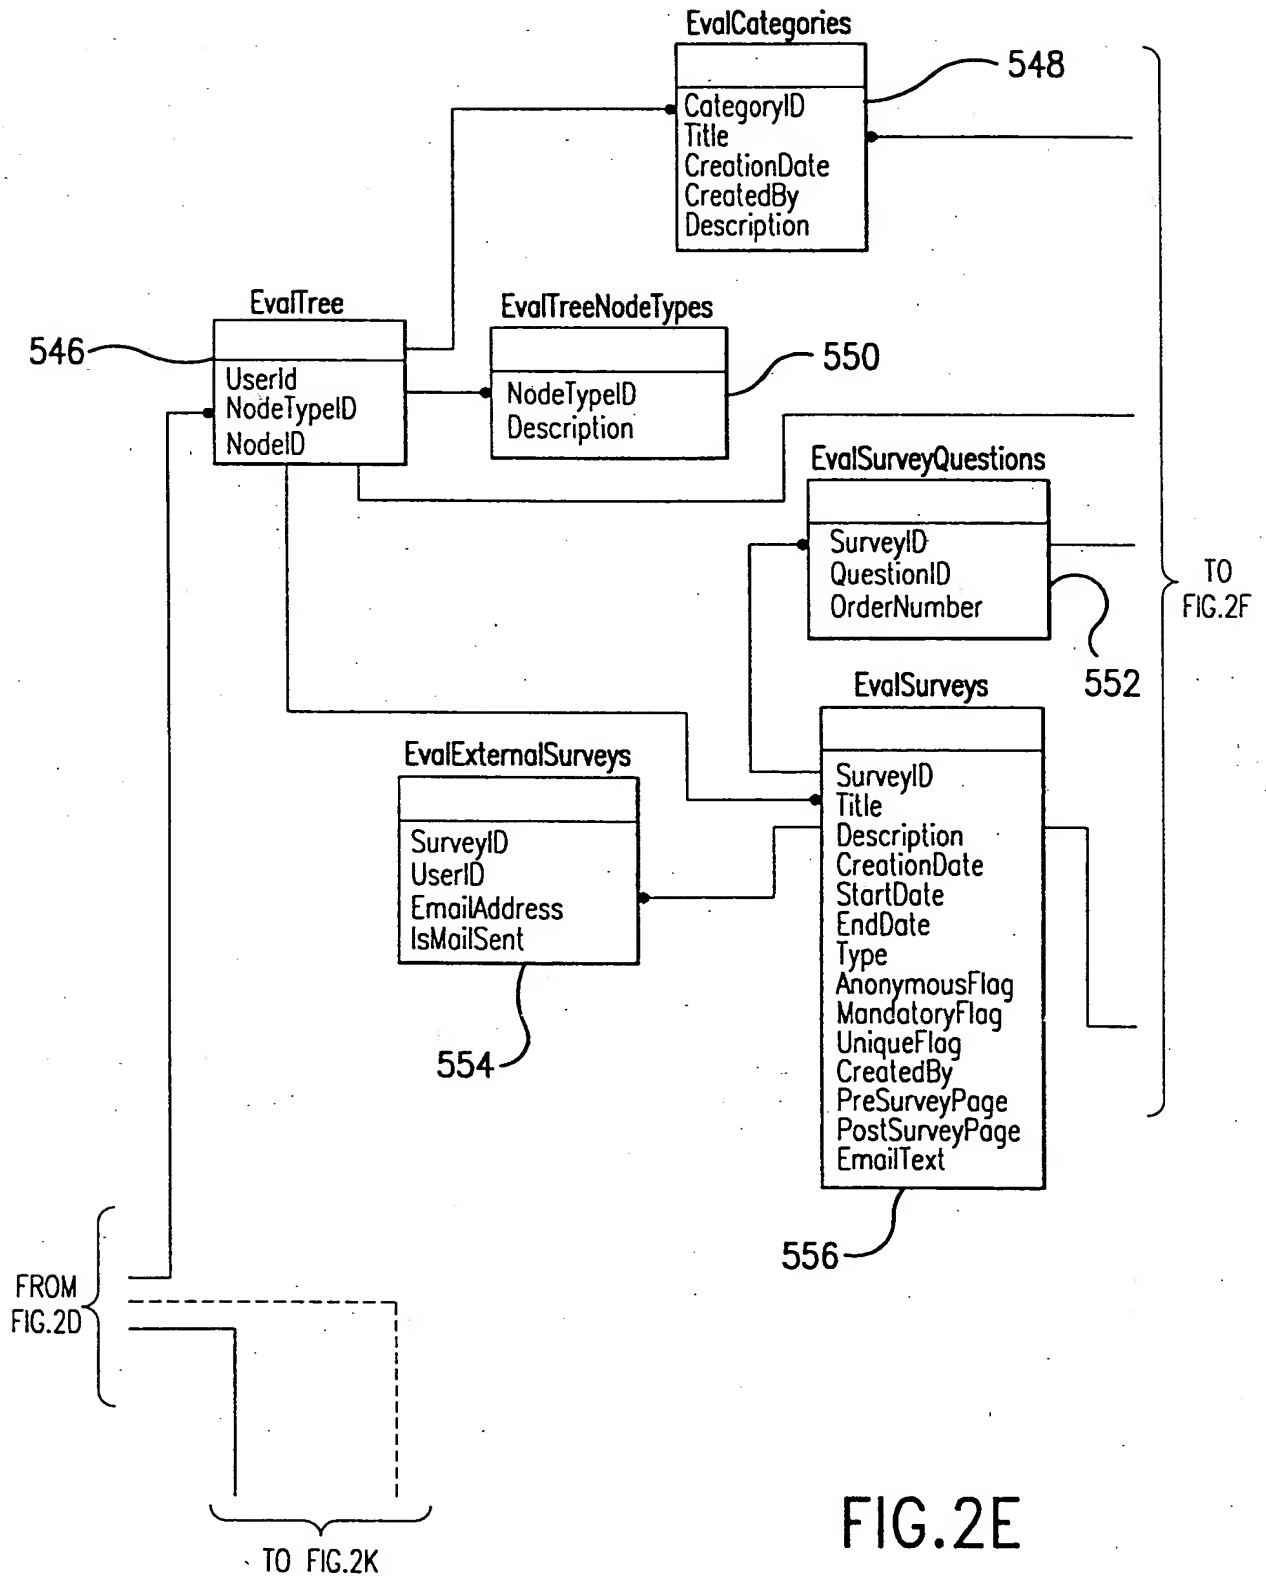 EvalCategories
548
CategoryID
Title
CreationDate
CreatedBy
Description
EvalTree
546
UserId
NodeTypeID
NodeID
EvalTreeNodeTypes
550
NodeTypeID
Description
EvalSurveyQuestions
SurveyID
QuestionID
OrderNumber
552
TO
FIG.2F
EvalExternalSurveys
SurveyID
UserID
EmailAddress
IsMailSent
554
EvalSurveys
SurveyID
Title
Description
CreationDate
StartDate
EndDate
Type
AnonymousFlag
MandatoryFlag
UniqueFlag
CreatedBy
PreSurveyPage
PostSurveyPage
EmailText
556
FROM
FIG.2D
TO FIG.2K
FIG.2E